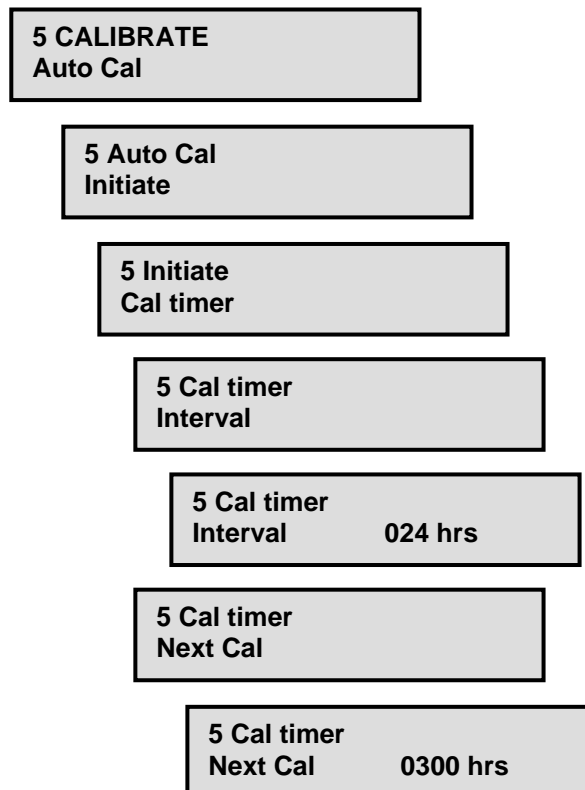 5 CALIBRATE
Auto Cal
5 Auto Cal
Initiate
5 Initiate
Cal timer
5 Cal timer
Interval
5 Cal timer
Interval 024 hrs
5 Cal timer
Next Cal
5 Cal timer
Next Cal 0300 hrs